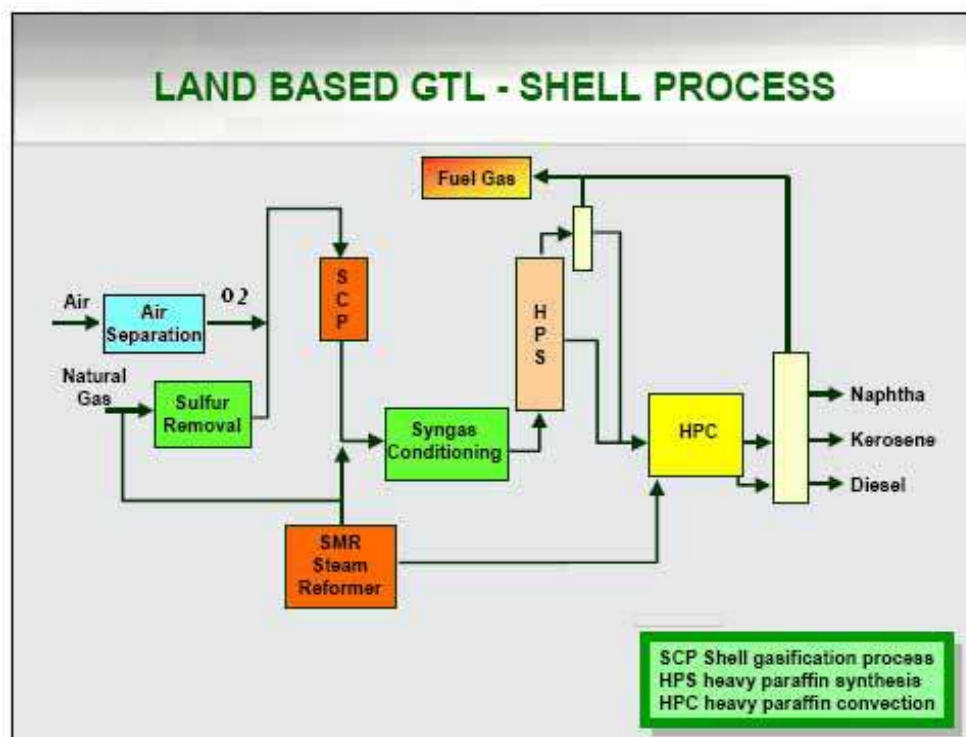 LAND BASED GTL - SHELL PROCESS
Fuel Gas
S
C
P
Air
O2
Air
Separation
H
P
S
Natural
Gas
Sulfur
Removal
Syngas
Conditioning
HPC
Naphtha
Kerosene
Diesel
SMR
Steam
Reformer
SCP Shell gasification process
HPS heavy paraffin synthesis
HPC heavy paraffin convection